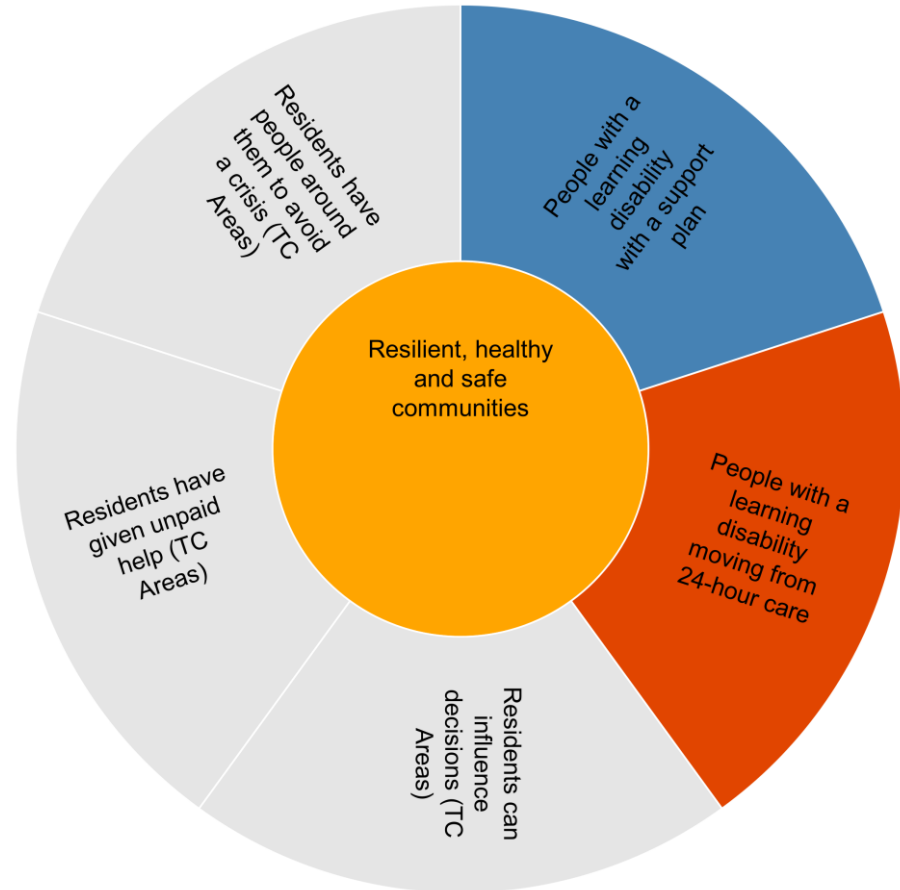 Resilient, healthy
and safe
communities
People with a
learning
disability
with a support
plan
People with a
learning
disability
moving from
24-hour care
Residents can
influence
decisions (TC
Areas)
Residents have
given unpaid
help (TC
Areas)
Residents have
people around
them to avoid
a crisis (TC
Areas)